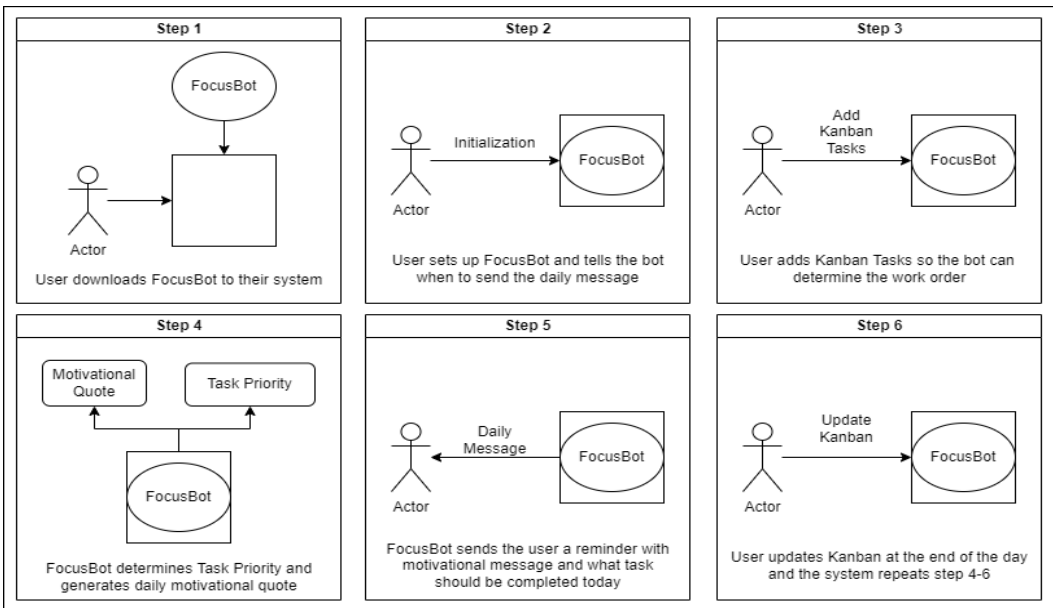 Step 1
FocusBot
Actor
User downloads FocusBot to their system
Step 2
Initialization
FocusBot
Actor
User sets up FocusBot and tells the bot
when to send the daily message
Step 3
Add
Kanban
Tasks
FocusBot
Actor
User adds Kanban Tasks so the bot can
determine the work order
Step 4
Motivational
Quote
Task Priority
FocusBot
FocusBot determines Task Priority and
generates daily motivational quote
Step 5
Daily
Message
FocusBot
Actor
FocusBot sends the user a reminder with
motivational message and what task
should be completed today
Step 6
Update
Kanban
FocusBot
Actor
User updates Kanban at the end of the day
and the system repeats step 4-6